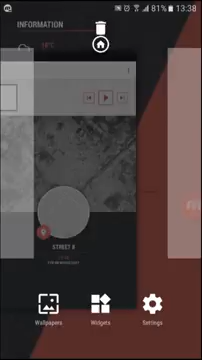 81% 13:38
INFORMATION
STREET 8
Wallpapers
Widgets
Settings